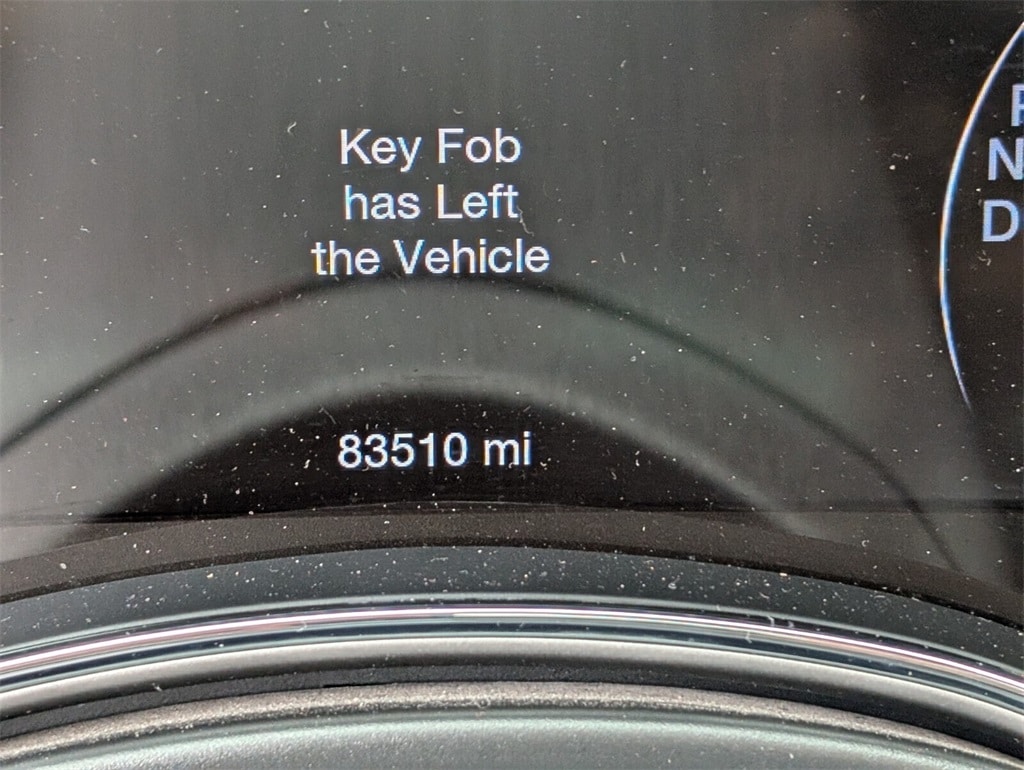 Key Fob
has Left
the Vehicle
N
D
83510 mi